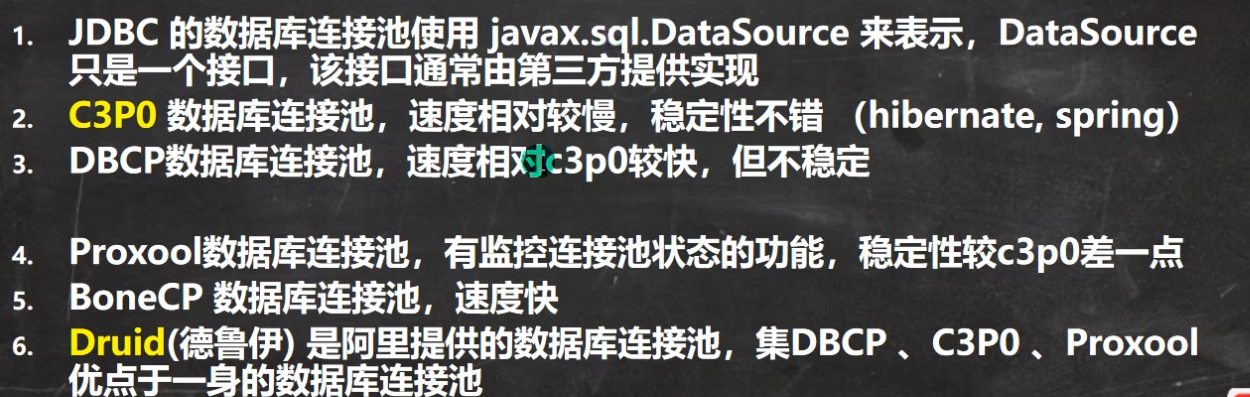 1. JDBC 的数据库连接池使用 javax.sql.DataSource 来表示，DataSource
只是一个接口，该接口通常由第三方提供实现
2. C3P0 数据库连接池，速度相对较慢，稳定性不错 （hibernate, spring）
3. DBCP数据库连接池，速度相对c3p0较快，但不稳定
4. Proxool数据库连接池，有监控连接池状态的功能，稳定性较c3p0差一点
5. BoneCP 数据库连接池，速度快
6. Druid(德鲁伊) 是阿里提供的数据库连接池，集DBCP 、C3P0 、Proxool
优点于一身的数据库连接池